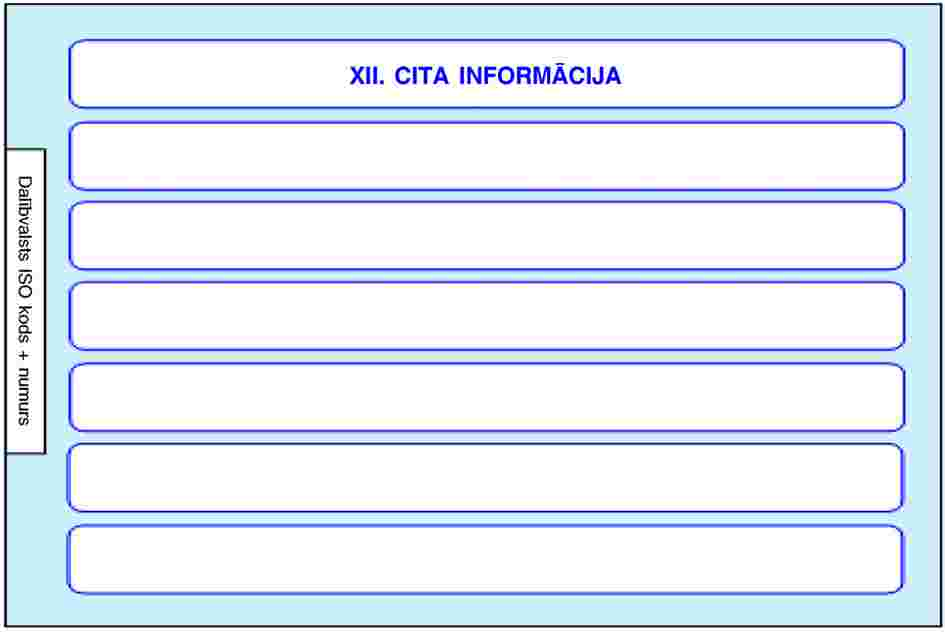 XII. CITA INFORMĀCIJA
Dalībvalsts ISO kods + numurs